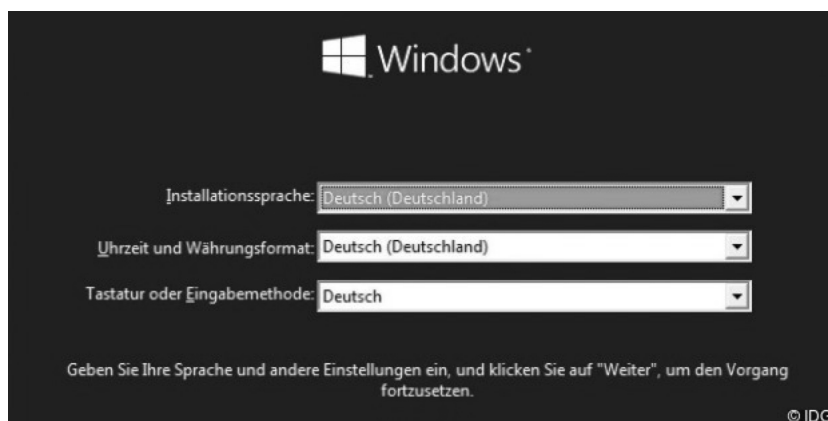 Windows
Installationssprache: Deutsch (Deutschland)
Uhrzeit und Währungsformat: Deutsch (Deutschland)
Tastatur oder Eingabemethode: Deutsch
Geben Sie Ihre Sprache und andere Einstellungen ein, und klicken Sie auf "Weiter", um den Vorgang
fortzusetzen.
© IDG